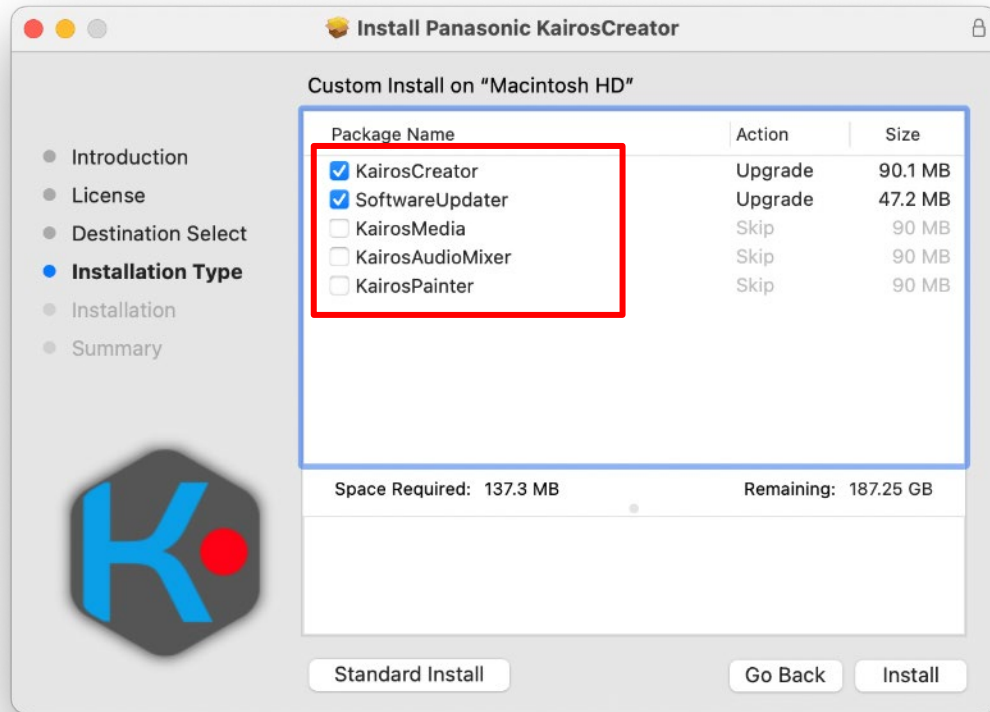 Install Panasonic KairosCreator
Custom Install on “Macintosh HD”
Introduction
License
Destination Select
Installation Type
Installation
Summary
Package Name Action Size
KairosCreator Upgrade 90.1 MB
SoftwareUpdater Upgrade 47.2 MB
KairosMedia Skip 90 MB
KairosAudioMixer Skip 90 MB
KairosPainter Skip 90 MB
Space Required: 137.3 MB Remaining: 187.25 GB
Standard Install Go Back Install